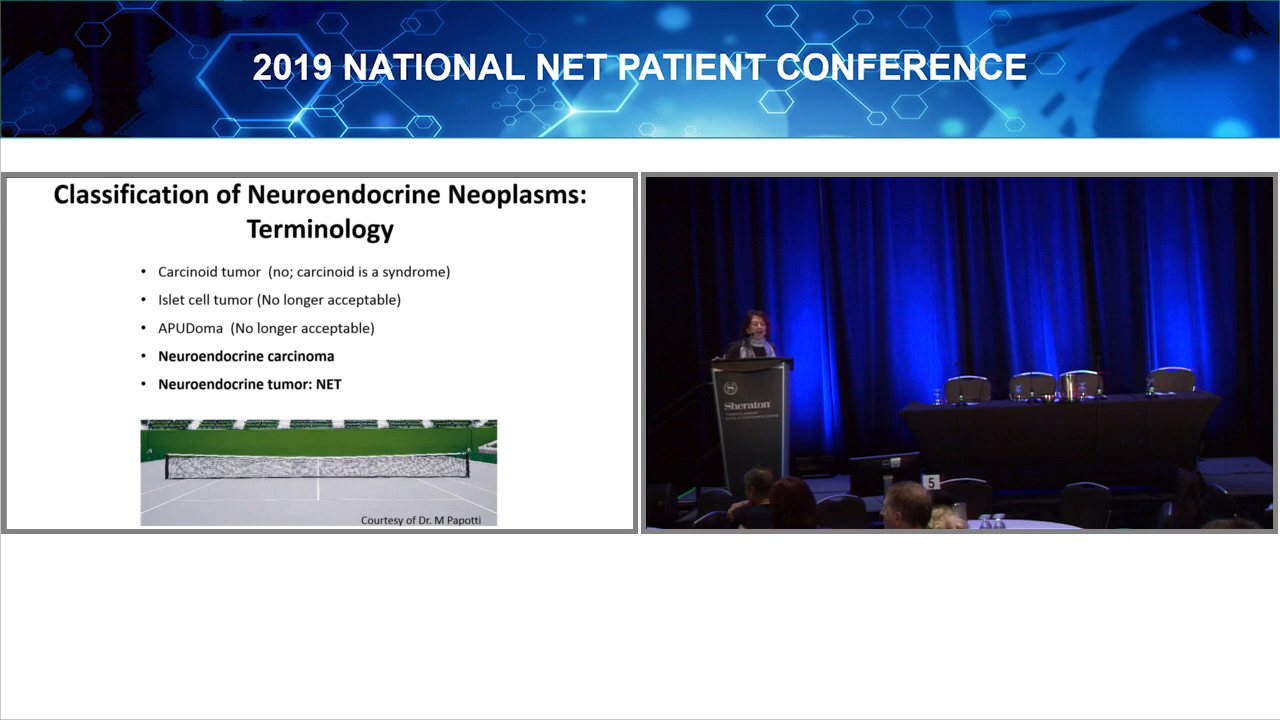 2019 NATIONAL NET PATIENT CONFERENCE
Classification of Neuroendocrine Neoplasms:
Terminology
• Carcinoid tumor (no; carcinoid is a syndrome)
• Islet cell tumor (No longer acceptable)
• APUDoma (No longer acceptable)
• Neuroendocrine carcinoma
• Neuroendocrine tumor: NET
Courtesy of Dr. M Papotti
Sheraton
5